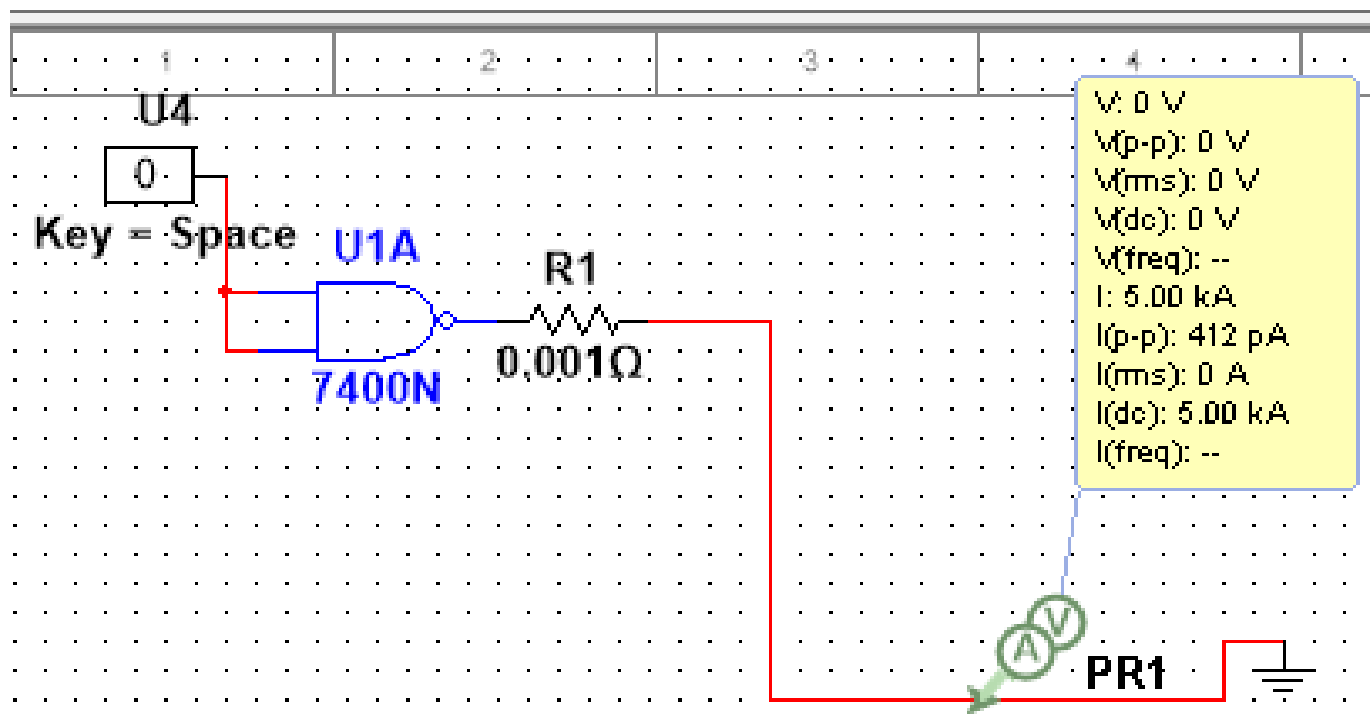 1 2 3 4
U4
0
Key = Space
U1A
7400N
R1
0.001Ω
V: 0 V
V(p-p): 0 V
V(rms): 0 V
V(dc): 0 V
V(freq): --
I: 5.00 kA
I(p-p): 412 pA
I(rms): 0 A
I(dc): 5.00 kA
I(freq): --
V
A
PR1